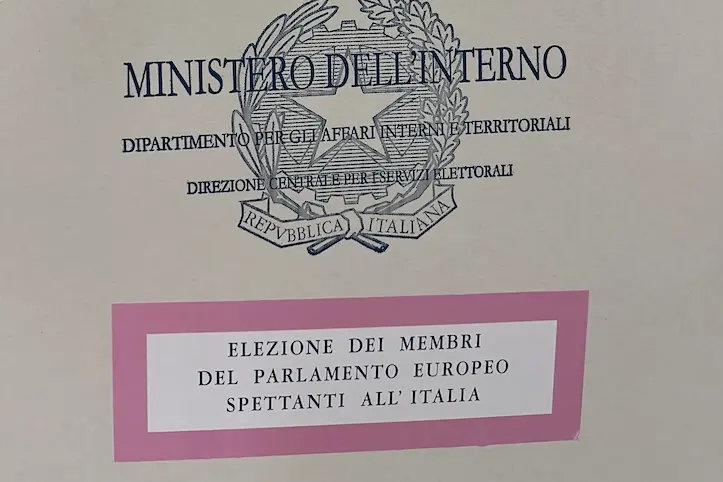 MINISTERO DELL'INTERNO
DIPARTIMENTO PER GLI AFFARI INTERNI E TERRITORIALI
DIREZIONE CENTRALE PER I SERVIZI ELETTORALI
REPVBBLICA ITALIANA
ELEZIONE DEI MEMBRI
DEL PARLAMENTO EUROPEO
SPETTANTI ALL' ITALIA